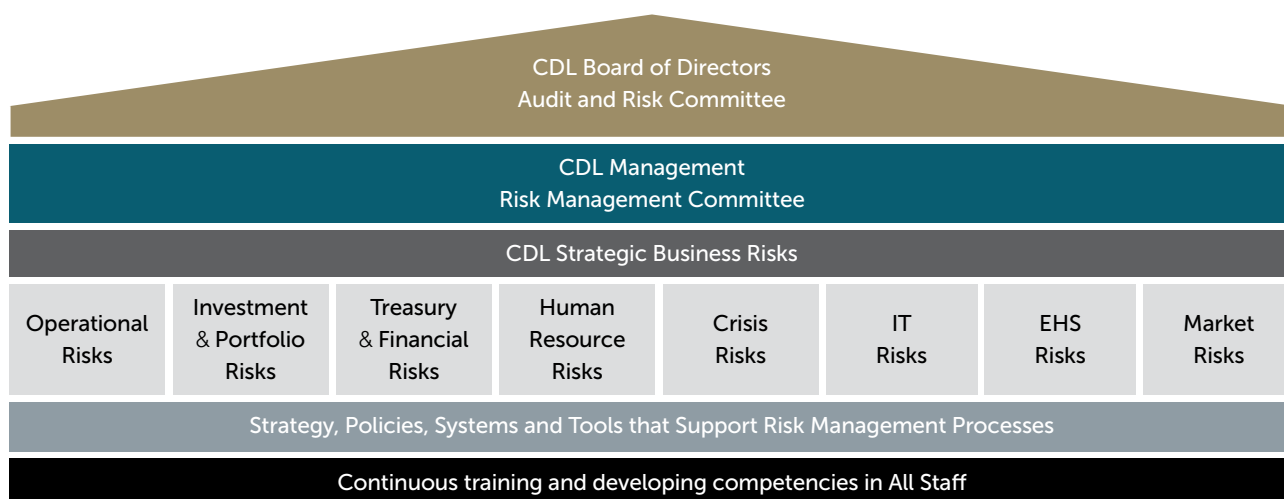 CDL Board of Directors
Audit and Risk Committee
CDL Management
Risk Management Committee
CDL Strategic Business Risks
Operational
Risks
Investment
& Portfolio
Risks
Treasury
& Financial
Risks
Human
Resource
Risks
Crisis
Risks
IT
Risks
EHS
Risks
Market
Risks
Strategy, Policies, Systems and Tools that Support Risk Management Processes
Continuous training and developing competencies in All Staff